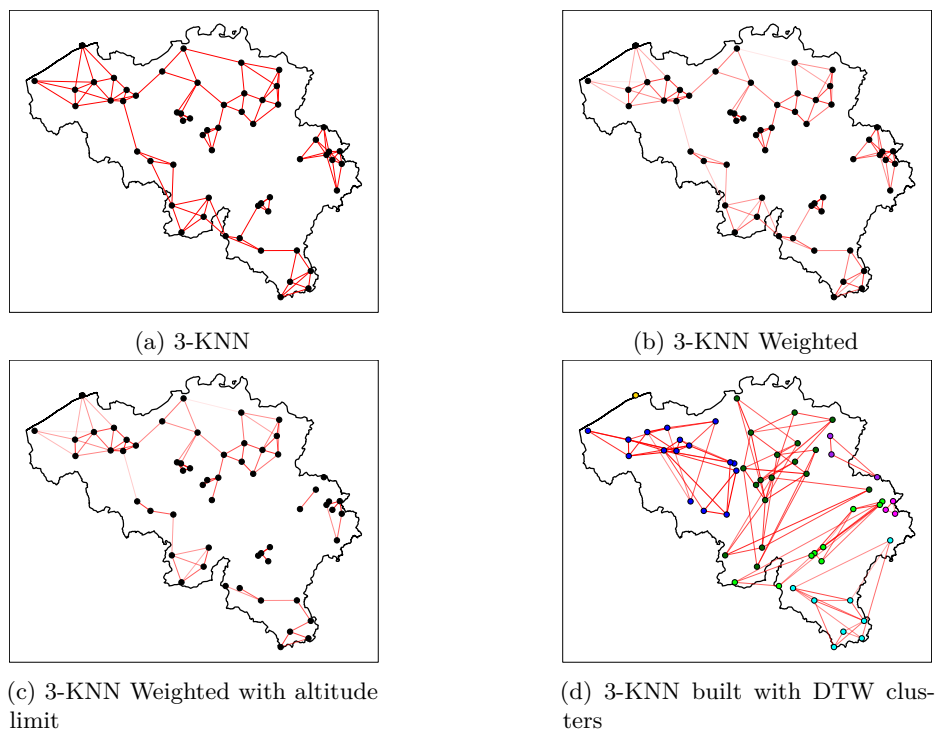 (a) 3-KNN
(b) 3-KNN Weighted
(c) 3-KNN Weighted with altitude
limit
(d) 3-KNN built with DTW clus-
ters